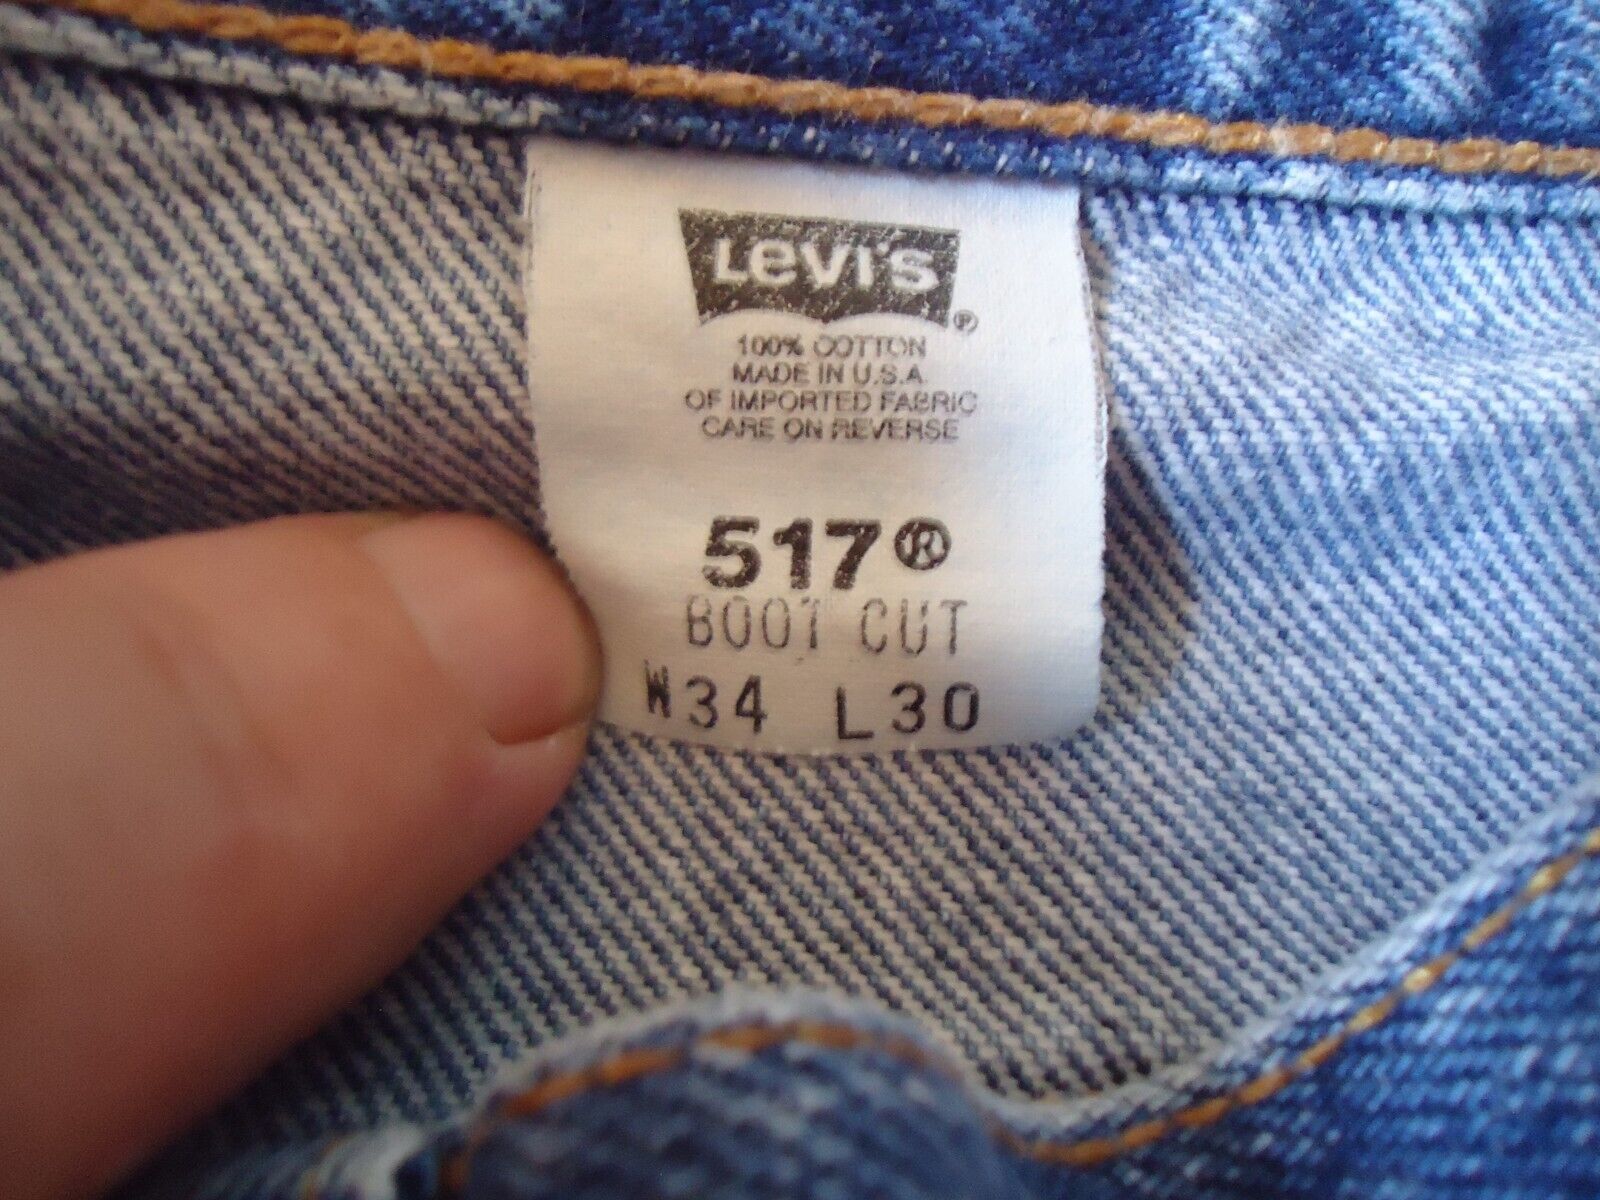 Levi's ®
100% COTTON
MADE IN U.S.A.
OF IMPORTED FABRIC
CARE ON REVERSE
517®
BOOT CUT
W34 L30